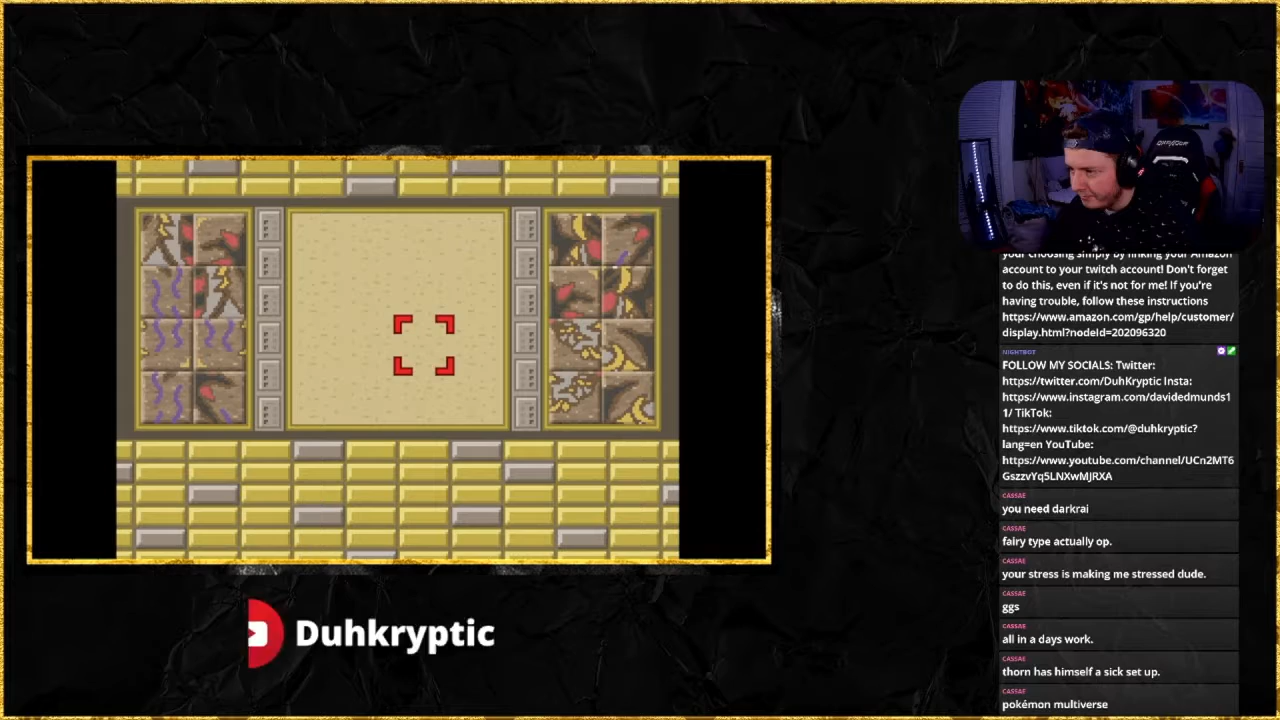 your choosing simply by linking your Amazon
account to your twitch account! Don't forget
to do this, even if it's not for me! If you're
having trouble, follow these instructions
https://www.amazon.com/gp/help/customer/
display.html?nodeId=202096320
NIGHTBOT
FOLLOW MY SOCIALS: Twitter:
https://twitter.com/DuhKryptic Insta:
https://www.instagram.com/davidedmunds1
1/ TikTok:
https://www.tiktok.com/@duhkryptic?
lang=en YouTube:
https://www.youtube.com/channel/UCn2MT6
GszzvYq5LNXwMJRXA
CASSAE
you need darkrai
CASSAE
fairy type actually op.
CASSAE
your stress is making me stressed dude.
CASSAE
ggs
CASSAE
all in a days work.
CASSAE
thorn has himself a sick set up.
CASSAE
pokémon multiverse
Duhkryptic